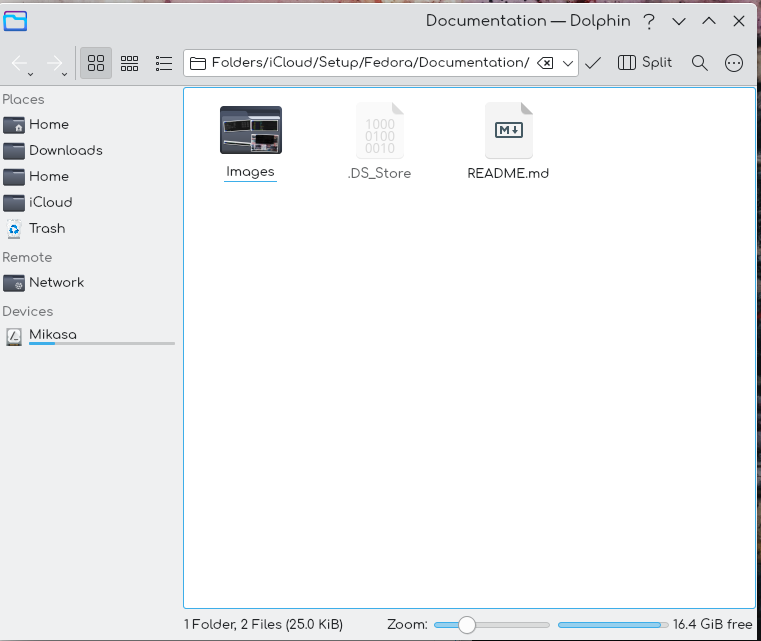 Documentation — Dolphin ?
Folders/iCloud/Setup/Fedora/Documentation/
Split
Places
Home
Downloads
Home
iCloud
Trash
Remote
Network
Devices
Mikasa
Images
1000
0100
0010
.DS_Store
M
README.md
1 Folder, 2 Files (25.0 KiB)
Zoom:
16.4 GiB free